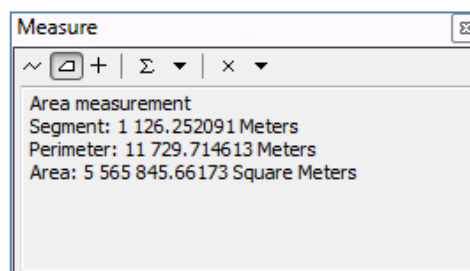 Measure
Area measurement
Segment: 1 126.252091 Meters
Perimeter: 11 729.714613 Meters
Area: 5 565 845.66173 Square Meters